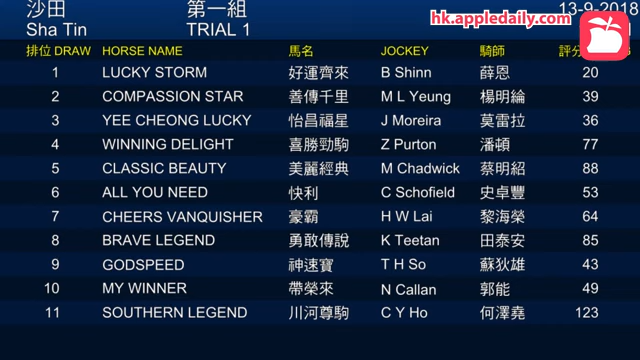 沙田 第一組 13-9-2018
hk.appledaily.com
Sha Tin TRIAL 1
排位 DRAW HORSE NAME 馬名 JOCKEY 騎師 評分
1 LUCKY STORM 好運齊來 B Shinn 薛恩 20
2 COMPASSION STAR 善傳千里 M L Yeung 楊明綸 39
3 YEE CHEONG LUCKY 怡昌福星 J Moreira 莫雷拉 36
4 WINNING DELIGHT 喜勝勁駒 Z Purton 潘頓 77
5 CLASSIC BEAUTY 美麗經典 M Chadwick 蔡明紹 88
6 ALL YOU NEED 快利 C Schofield 史卓豐 53
7 CHEERS VANQUISHER 豪霸 H W Lai 黎海榮 64
8 BRAVE LEGEND 勇敢傳說 K Teetan 田泰安 85
9 GODSPEED 神速寶 T H So 蘇狄雄 43
10 MY WINNER 帶榮來 N Callan 郭能 49
11 SOUTHERN LEGEND 川河尊駒 C Y Ho 何澤堯 123